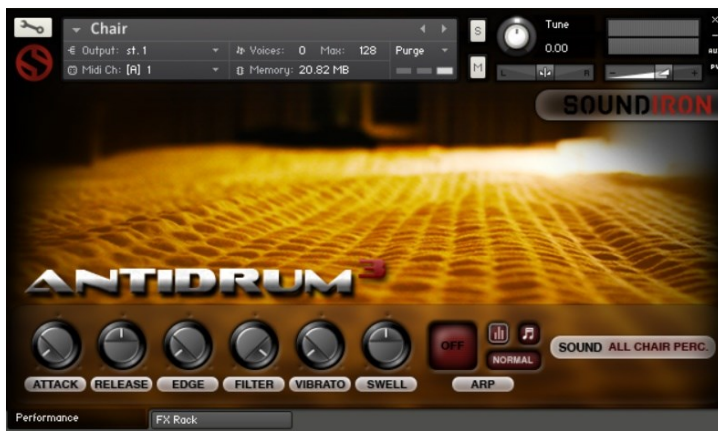 Chair
S
Tune
Output: st. 1
Voices: 0 Max: 128
Purge
0.00
Midi Ch: [A] 1
Memory: 20.82 MB
M
L R
- +
SOUNDIRON
ANTIDRUM 3
OFF
NORMAL
SOUND ALL CHAIR PERC.
ATTACK RELEASE EDGE FILTER VIBRATO SWELL ARP
Performance
FX Rack